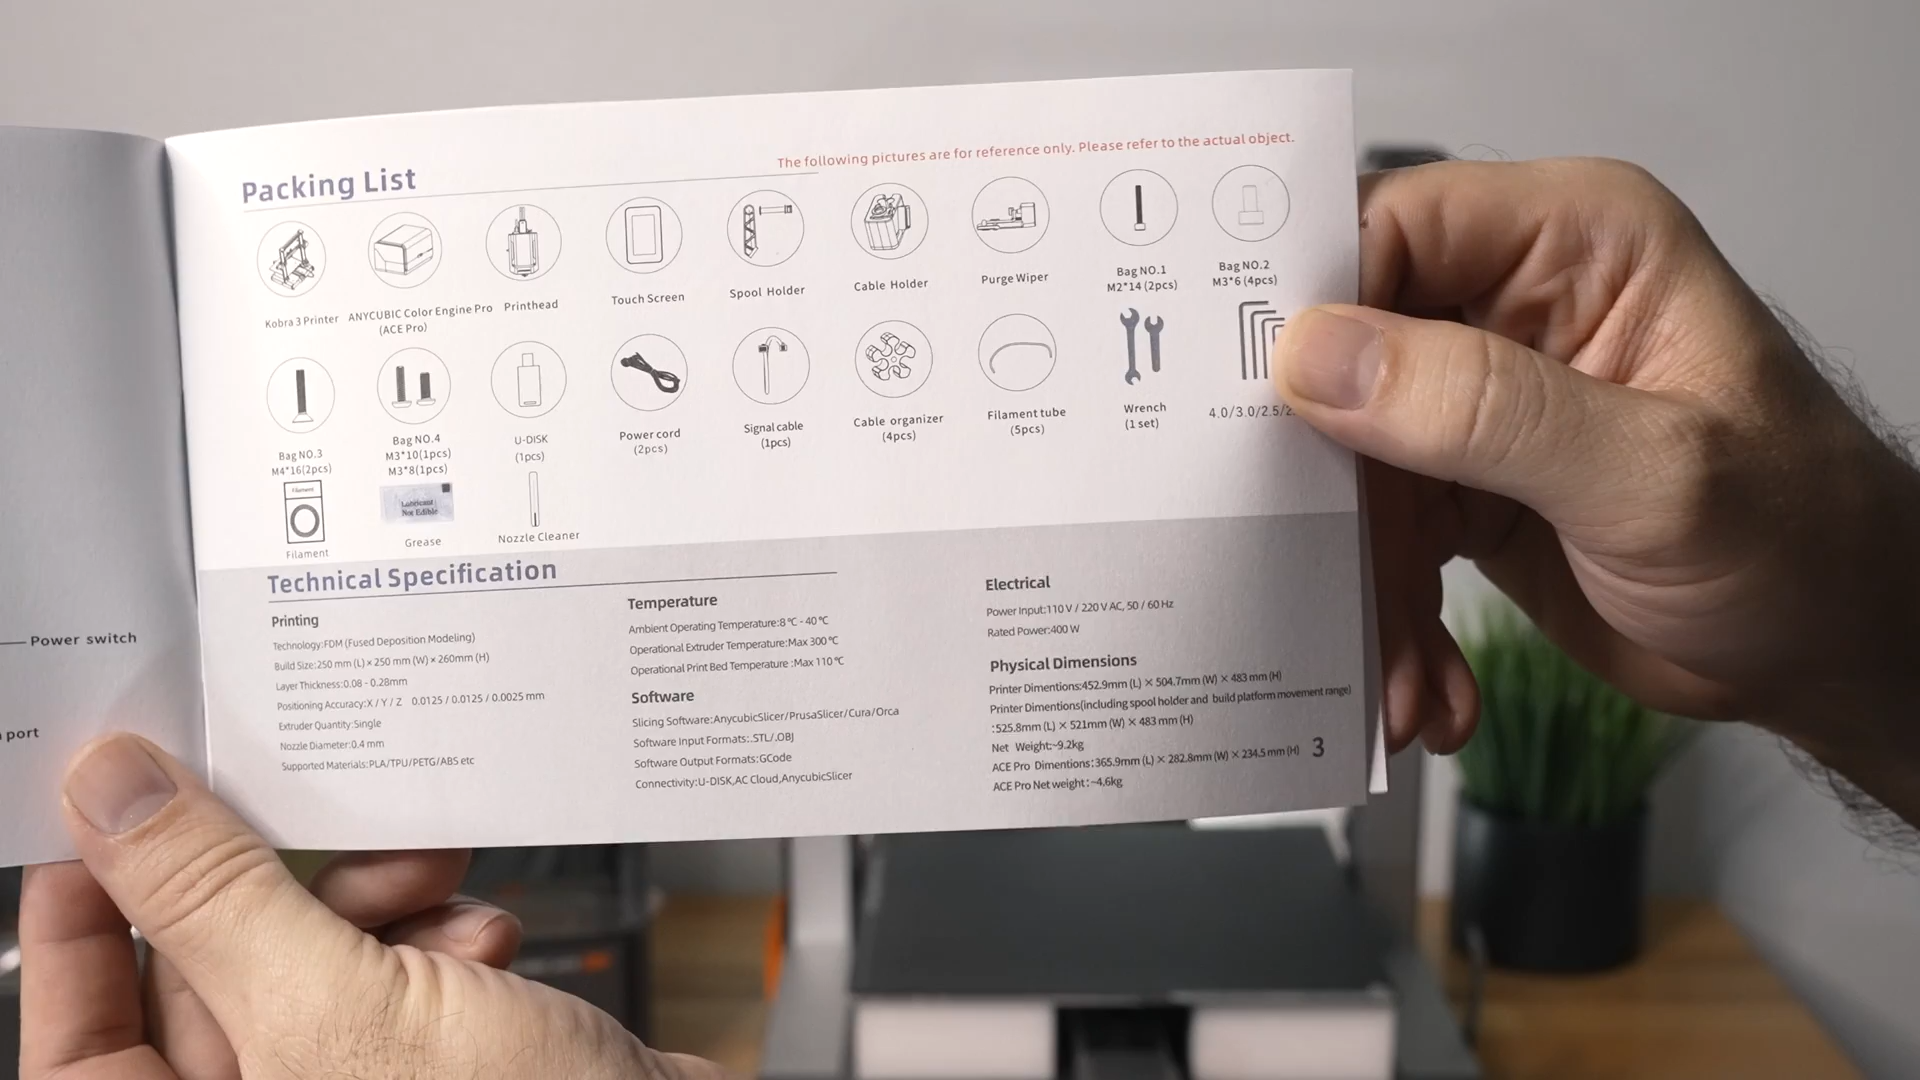 Power switch
port
Packing List
The following pictures are for reference only. Please refer to the actual object.
Kobra 3 Printer
ANYCUBIC Color Engine Pro
(ACE Pro)
Printhead
Touch Screen
Spool Holder
Cable Holder
Purge Wiper
Bag NO.1
M2*14 (2pcs)
Bag NO.2
M3*6 (4pcs)
Bag NO.3
M4*16(2pcs)
Bag NO.4
M3*10(1pcs)
M3*8(1pcs)
U-DISK
(1pcs)
Power cord
(2pcs)
Signal cable
(1pcs)
Cable organizer
(4pcs)
Filament tube
(5pcs)
Wrench
(1 set)
4.0/3.0/2.5/2.
Filament
Filament
Lubricant
Not Edible
Grease
Nozzle Cleaner
Technical Specification
Printing
Technology:FDM (Fused Deposition Modeling)
Build Size:250 mm (L) × 250 mm (W) × 260mm (H)
Layer Thickness:0.08 - 0.28mm
Positioning Accuracy:X / Y / Z 0.0125 / 0.0125 / 0.0025 mm
Extruder Quantity:Single
Nozzle Diameter:0.4 mm
Supported Materials:PLA/TPU/PETG/ABS etc
Temperature
Ambient Operating Temperature:8℃ - 40℃
Operational Extruder Temperature:Max 300℃
Operational Print Bed Temperature :Max 110℃
Software
Slicing Software:AnycubicSlicer/PrusaSlicer/Cura/Orca
Software Input Formats:.STL/.OBJ
Software Output Formats:GCode
Connectivity:U-DISK,AC Cloud,AnycubicSlicer
Electrical
Power Input:110 V / 220 V AC, 50 / 60 Hz
Rated Power:400 W
Physical Dimensions
Printer Dimentions:452.9mm (L) × 504.7mm (W) × 483 mm (H)
Printer Dimentions(including spool holder and build platform movement range)
:525.8mm (L) × 521mm (W) × 483 mm (H)
Net Weight:~9.2kg
ACE Pro Dimentions:365.9mm (L) × 282.8mm (W) × 234.5 mm (H)
ACE Pro Net weight: ~4.6kg
3